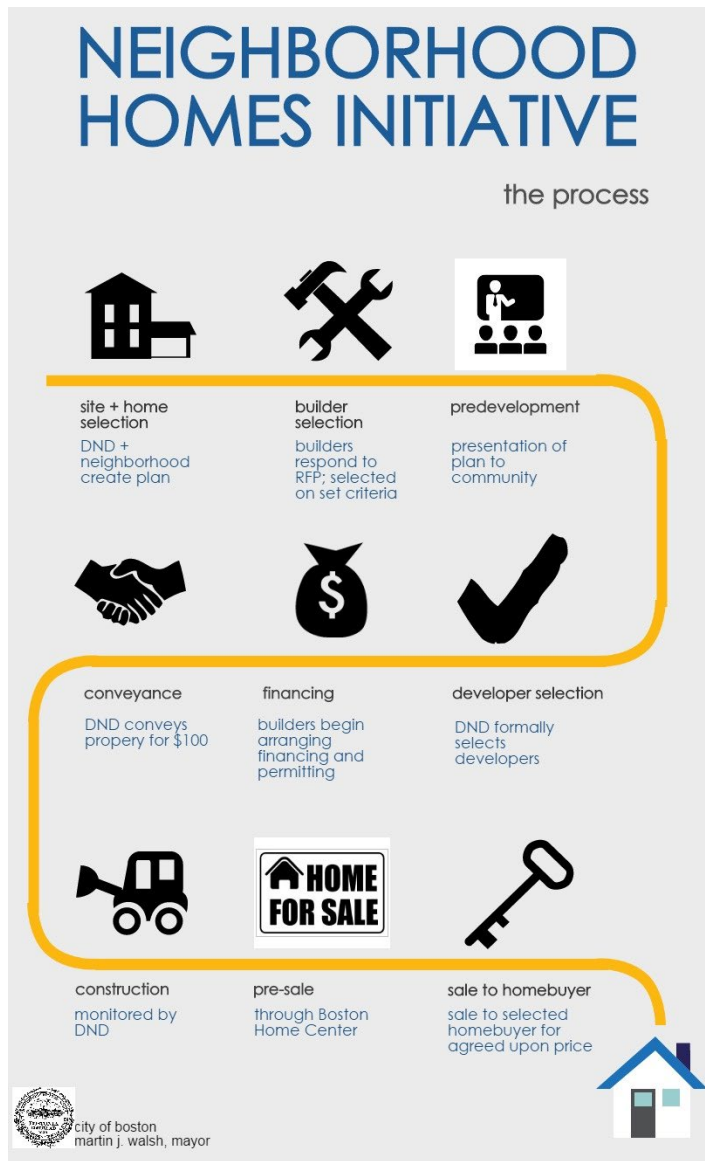 NEIGHBORHOOD
HOMES INITIATIVE
the process
site + home
selection
DND +
neighborhood
create plan
builder
selection
builders
respond to
RFP; selected
on set criteria
predevelopment
presentation of
plan to
community
$
conveyance
DND conveys
propery for $100
financing
builders begin
arranging
financing and
permitting
developer selection
DND formally
selects
developers
HOME
FOR SALE
construction
monitored by
DND
pre-sale
through Boston
Home Center
sale to homebuyer
sale to selected
homebuyer for
agreed upon price
city of boston
martin j. walsh, mayor